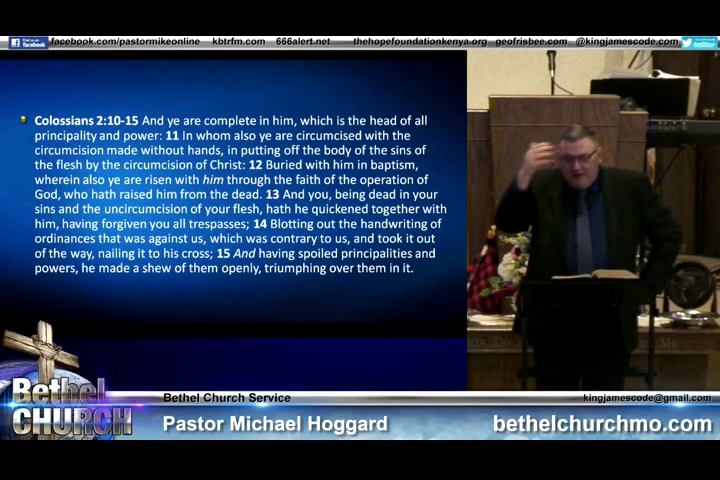 Find us on facebook
facebook.com/pastormikeonline kbtrfm.com 666alert.net thehopefoundationkenya.org geofrisbee.com @kingjamescode.com
twitter
Colossians 2:10-15 And ye are complete in him, which is the head of all
principality and power: 11 In whom also ye are circumcised with the
circumcision made without hands, in putting off the body of the sins of
the flesh by the circumcision of Christ: 12 Buried with him in baptism,
wherein also ye are risen with him through the faith of the operation of
God, who hath raised him from the dead. 13 And you, being dead in your
sins and the uncircumcision of your flesh, hath he quickened together with
him, having forgiven you all trespasses; 14 Blotting out the handwriting of
ordinances that was against us, which was contrary to us, and took it out
of the way, nailing it to his cross; 15 And having spoiled principalities and
powers, he made a shew of them openly, triumphing over them in it.
Bethel
CHURCH
Bethel Church Service
kingjamescode@gmail.com
Pastor Michael Hoggard
bethelchurchmo.com